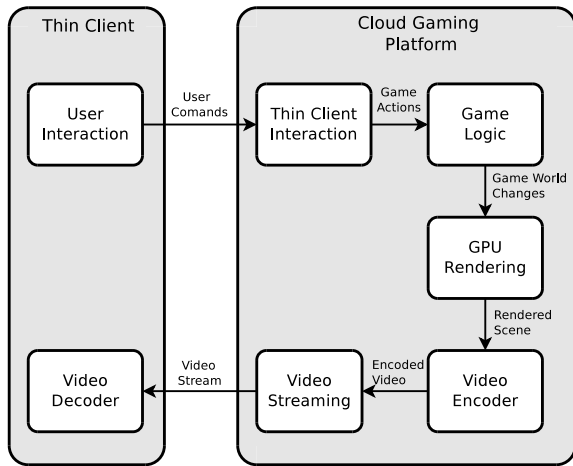 Thin Client
Cloud Gaming
Platform
User
Interaction
User
Comands
Thin Client
Interaction
Game
Actions
Game
Logic
Game World
Changes
GPU
Rendering
Rendered
Scene
Video
Encoder
Encoded
Video
Video
Streaming
Video
Stream
Video
Decoder